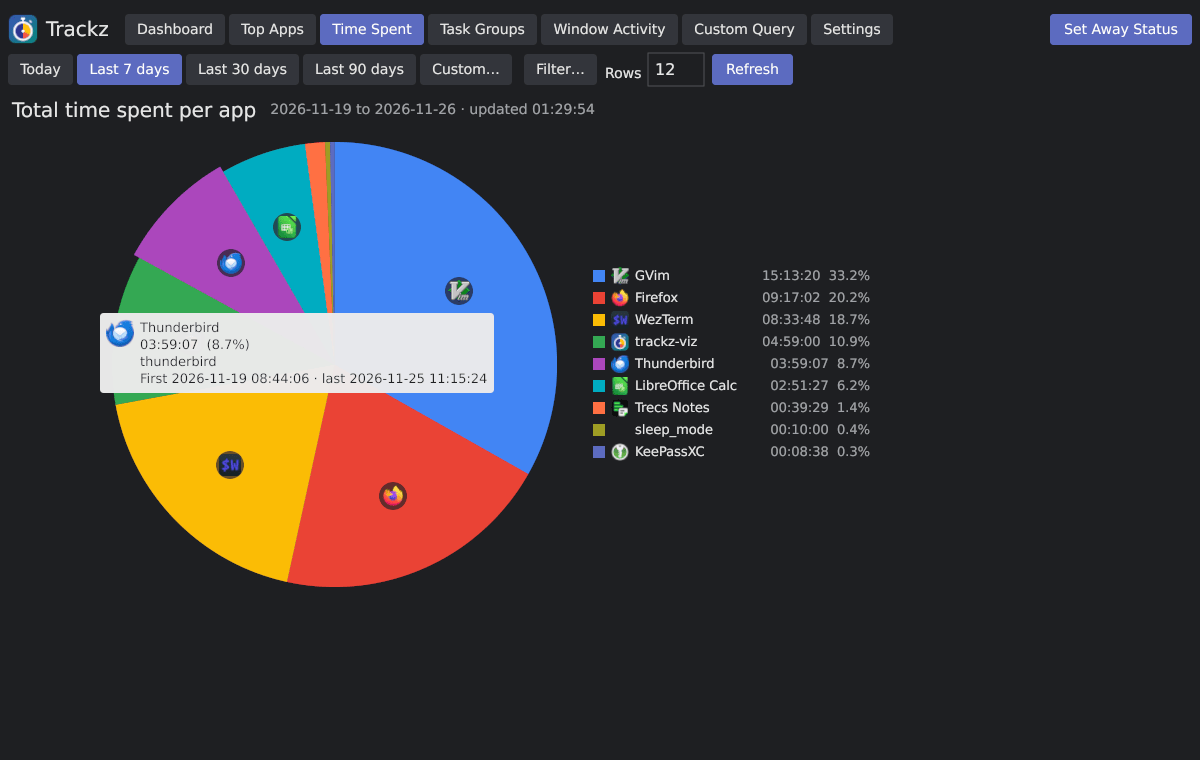 Trackz Dashboard Top Apps Time Spent Task Groups Window Activity Custom Query Settings Set Away Status
Today Last 7 days Last 30 days Last 90 days Custom... Filter... Rows 12 Refresh
Total time spent per app 2026-11-19 to 2026-11-26 · updated 01:29:54
GVim 15:13:20 33.2%
Firefox 09:17:02 20.2%
WezTerm 08:33:48 18.7%
trackz-viz 04:59:00 10.9%
Thunderbird 03:59:07 8.7%
LibreOffice Calc 02:51:27 6.2%
Trecs Notes 00:39:29 1.4%
sleep_mode 00:10:00 0.4%
KeePassXC 00:08:38 0.3%
Thunderbird
03:59:07 (8.7%)
thunderbird
First 2026-11-19 08:44:06 · last 2026-11-25 11:15:24
$W